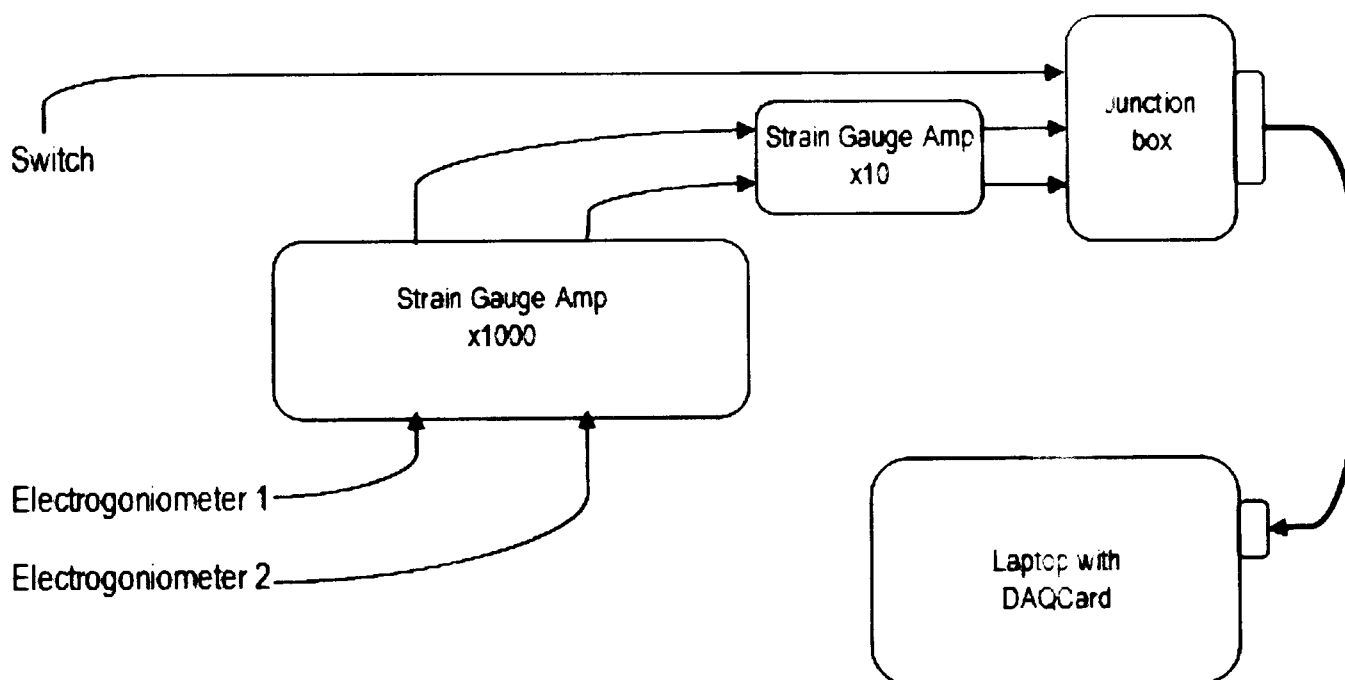 Switch
Strain Gauge Amp
x10
Junction
box
Strain Gauge Amp
x1000
Electrogoniometer 1
Electrogoniometer 2
Laptop with
DAQCard